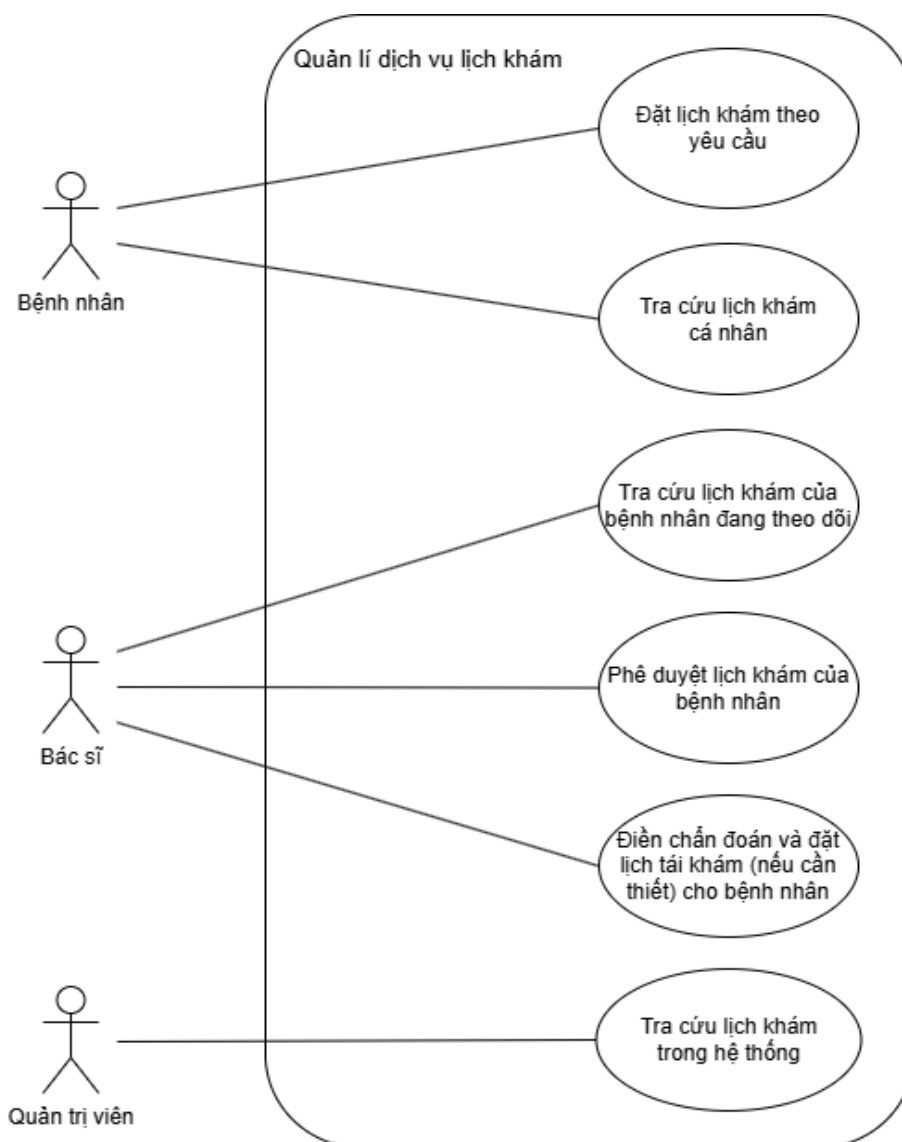 Quản lí dịch vụ lịch khám
Đặt lịch khám theo
yêu cầu
Bệnh nhân
Tra cứu lịch khám
cá nhân
Tra cứu lịch khám của
bệnh nhân đang theo dõi
Phê duyệt lịch khám của
bệnh nhân
Bác sĩ
Điền chẩn đoán và đặt
lịch tái khám (nếu cần
thiết) cho bệnh nhân
Tra cứu lịch khám
trong hệ thống
Quản trị viên